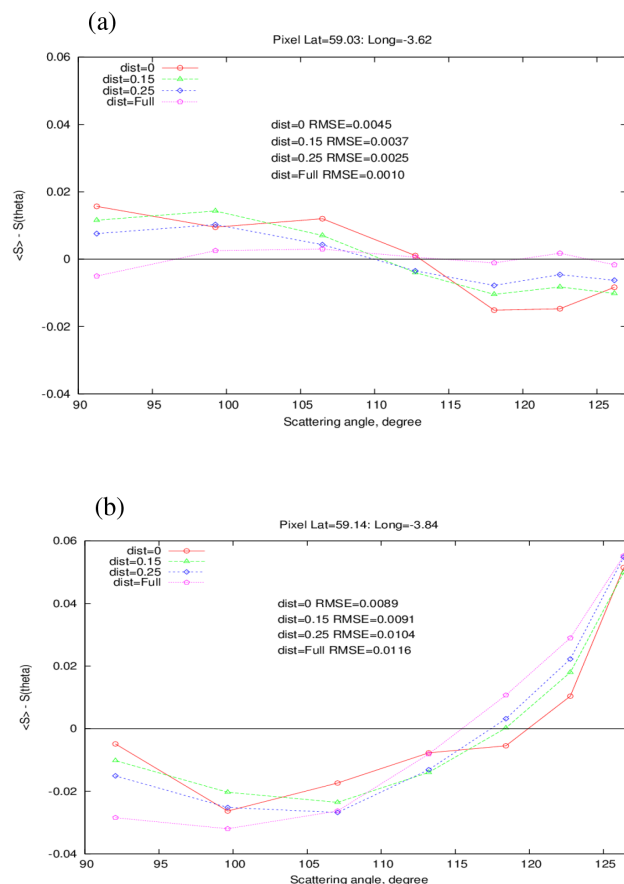 (a)
Pixel Lat=59.03: Long=-3.62
0.06
dist=0
dist=0.15
dist=0.25
dist=Full
0.04
dist=0 RMSE=0.0045
dist=0.15 RMSE=0.0037
dist=0.25 RMSE=0.0025
dist=Full RMSE=0.0010
0.02
<S> - S(theta)
0
-0.02
-0.04
90 95 100 105 110 115 120 125
Scattering angle, degree
(b)
Pixel Lat=59.14: Long=-3.84
0.06
dist=0
dist=0.15
dist=0.25
dist=Full
0.04
dist=0 RMSE=0.0089
dist=0.15 RMSE=0.0091
dist=0.25 RMSE=0.0104
dist=Full RMSE=0.0116
0.02
<S> - S(theta)
0
-0.02
-0.04
90 95 100 105 110 115 120 125
Scattering angle, degree